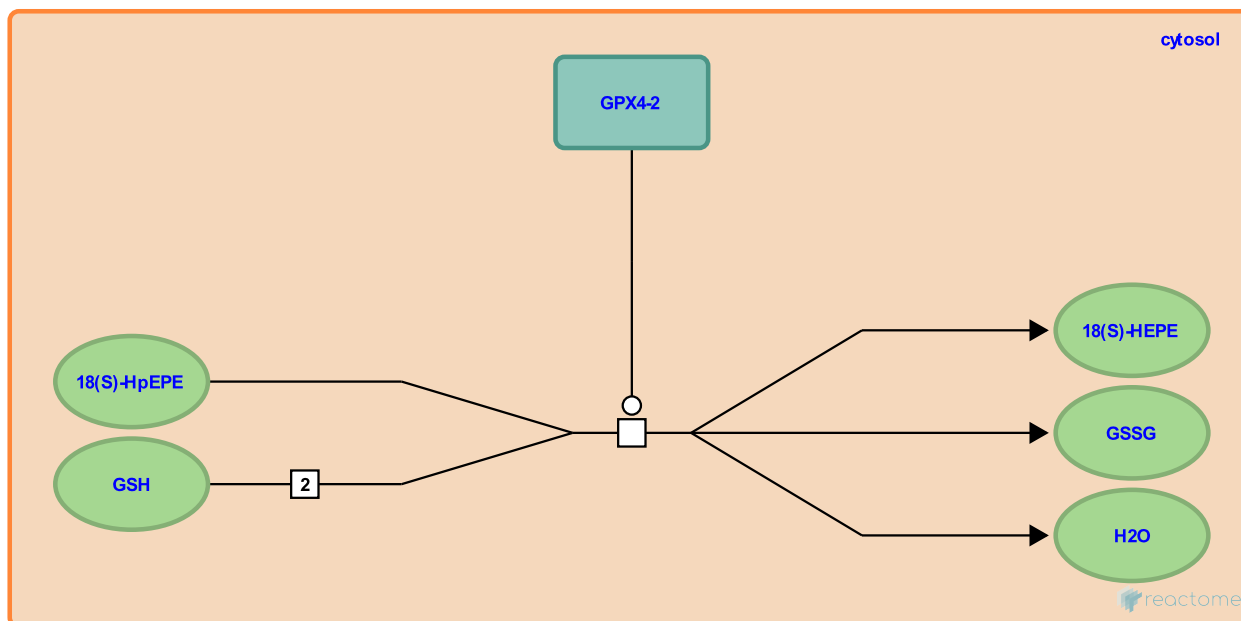 cytosol
GPX4-2
18(S)-HpEPE
18(S)-HEPE
GSSG
GSH
2
H2O
reactome